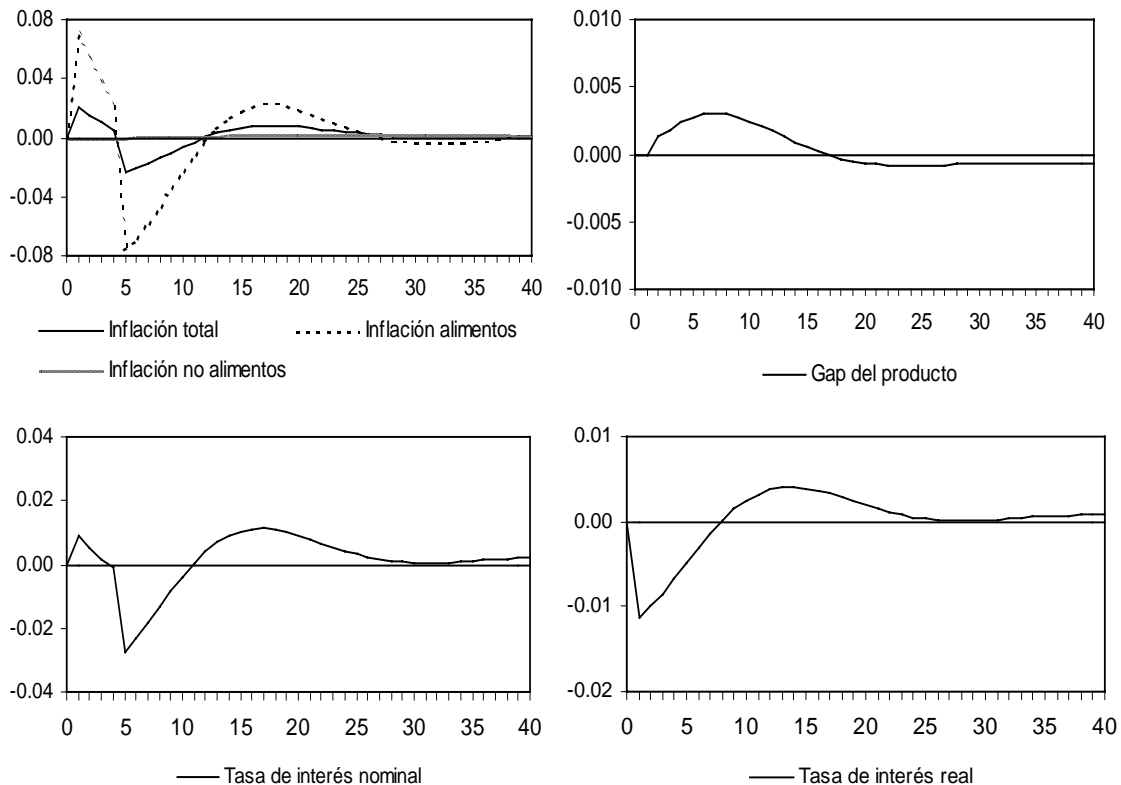 0.08
0.04
0.00
-0.04
-0.08
0 5 10 15 20 25 30 35 40
Inflación total
Inflación alimentos
Inflación no alimentos
0.010
0.005
0.000
-0.005
-0.010
0 5 10 15 20 25 30 35 40
Gap del producto
0.04
0.02
0.00
-0.02
-0.04
0 5 10 15 20 25 30 35 40
Tasa de interés nominal
0.01
0.00
-0.01
-0.02
0 5 10 15 20 25 30 35 40
Tasa de interés real